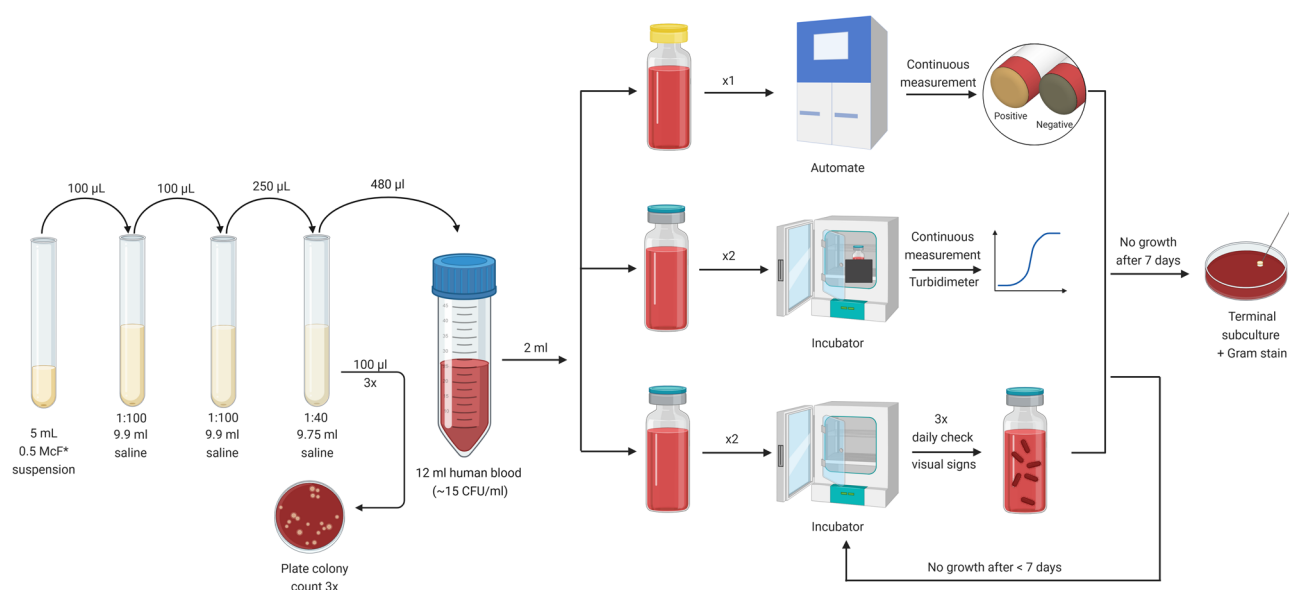 100 µL
100 µL
250 µL
480 µl
5 mL
0.5 McF*
suspension
1:100
9.9 ml
saline
1:100
9.9 ml
saline
1:40
9.75 ml
saline
100 µl
3x
Plate colony
count 3x
12 ml human blood
(~15 CFU/ml)
2 ml
x1
Automate
Continuous
measurement
Positive
Negative
x2
Incubator
Continuous
measurement
Turbidimeter
x2
Incubator
3x
daily check
visual signs
No growth after < 7 days
No growth
after 7 days
Terminal
subculture
+ Gram stain